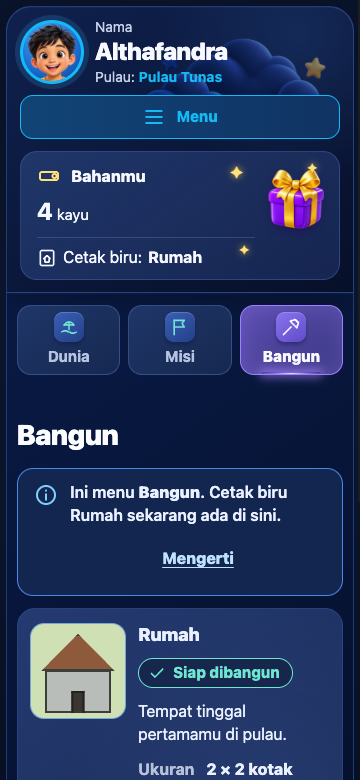 Nama
Althafandra
Pulau: Pulau Tunas
Menu
Bahanmu
4 kayu
Cetak biru: Rumah
Dunia
Misi
Bangun
Bangun
Ini menu Bangun. Cetak biru
Rumah sekarang ada di sini.
Mengerti
Rumah
Siap dibangun
Tempat tinggal
pertamamu di pulau.
Ukuran 2 × 2 kotak